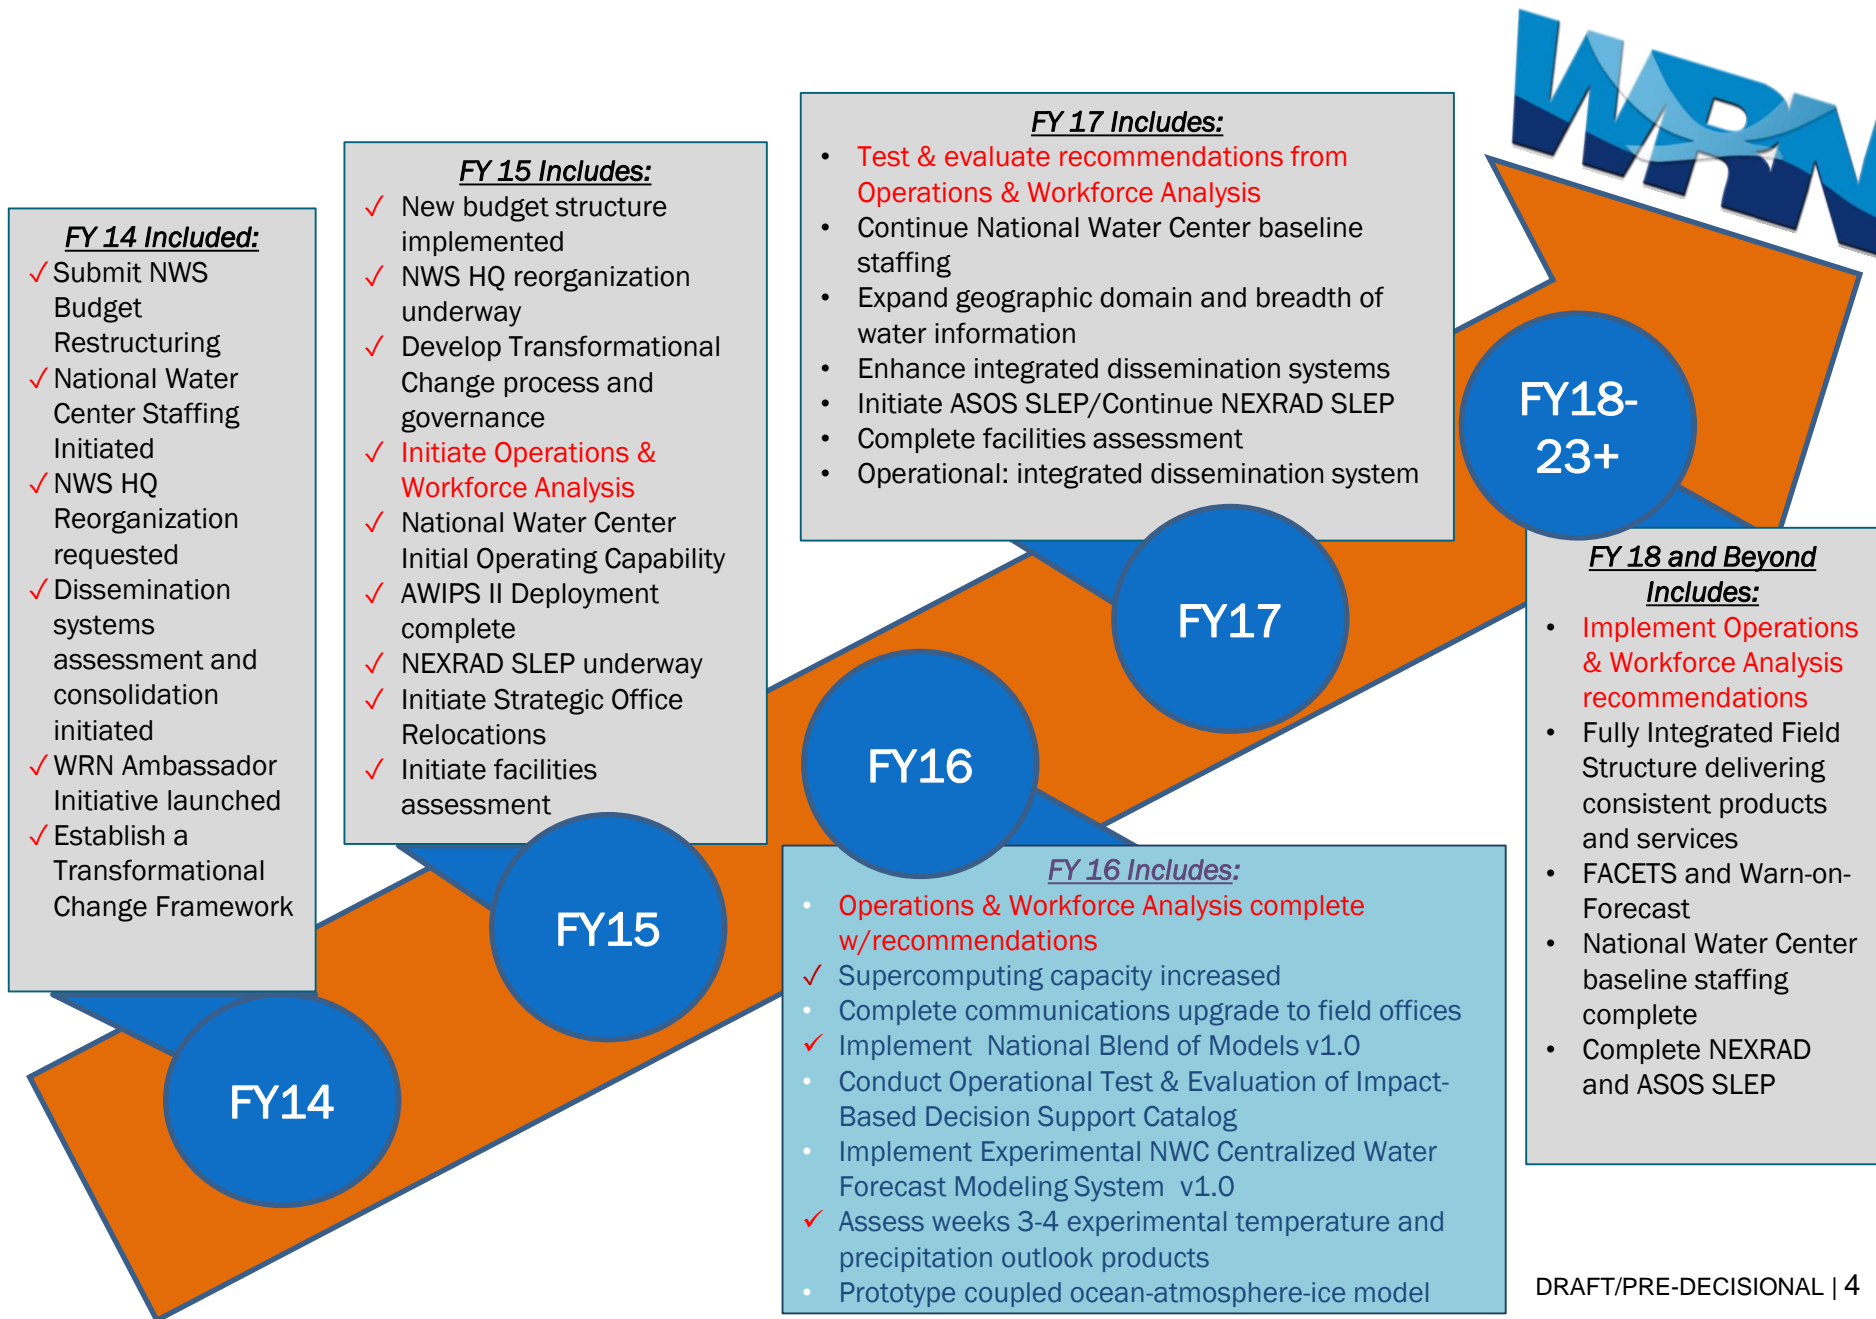 WRN
FY 14 Included:
✓ Submit NWS
Budget
Restructuring
✓ National Water
Center Staffing
Initiated
✓ NWS HQ
Reorganization
requested
✓ Dissemination
systems
assessment and
consolidation
initiated
✓ WRN Ambassador
Initiative launched
✓ Establish a
Transformational
Change Framework
FY 15 Includes:
✓ New budget structure
implemented
✓ NWS HQ reorganization
underway
✓ Develop Transformational
Change process and
governance
✓ Initiate Operations &
Workforce Analysis
✓ National Water Center
Initial Operating Capability
✓ AWIPS II Deployment
complete
✓ NEXRAD SLEP underway
✓ Initiate Strategic Office
Relocations
✓ Initiate facilities
assessment
FY 17 Includes:
• Test & evaluate recommendations from
Operations & Workforce Analysis
• Continue National Water Center baseline
staffing
• Expand geographic domain and breadth of
water information
• Enhance integrated dissemination systems
• Initiate ASOS SLEP/Continue NEXRAD SLEP
• Complete facilities assessment
• Operational: integrated dissemination system
FY18-
23+
FY17
FY16
FY15
FY14
FY 16 Includes:
• Operations & Workforce Analysis complete
w/recommendations
✓ Supercomputing capacity increased
• Complete communications upgrade to field offices
✓ Implement National Blend of Models v1.0
• Conduct Operational Test & Evaluation of Impact-
Based Decision Support Catalog
• Implement Experimental NWC Centralized Water
Forecast Modeling System v1.0
✓ Assess weeks 3-4 experimental temperature and
precipitation outlook products
• Prototype coupled ocean-atmosphere-ice model
FY 18 and Beyond
Includes:
• Implement Operations
& Workforce Analysis
recommendations
• Fully Integrated Field
Structure delivering
consistent products
and services
• FACETS and Warn-on-
Forecast
• National Water Center
baseline staffing
complete
• Complete NEXRAD
and ASOS SLEP
DRAFT/PRE-DECISIONAL | 4